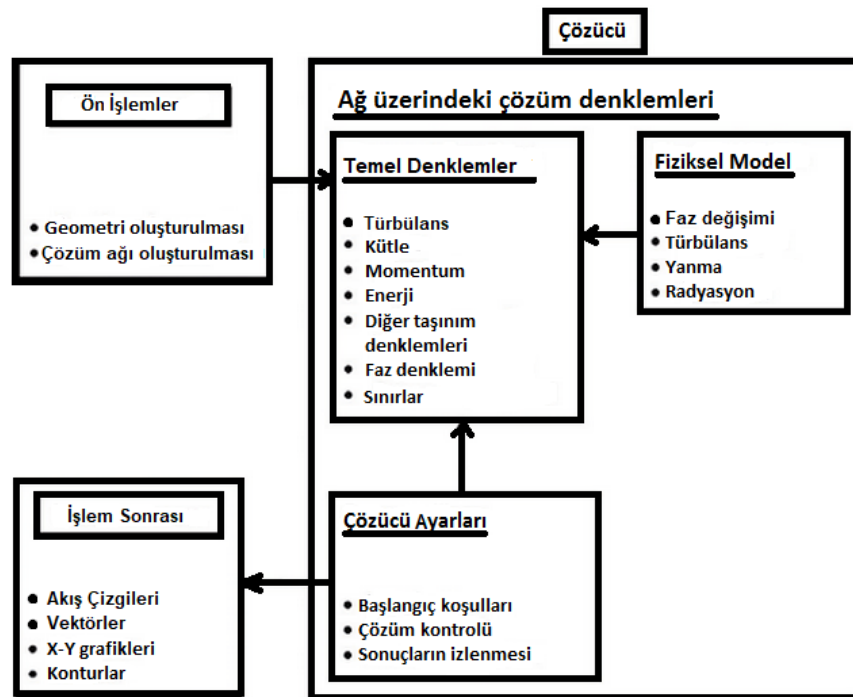 Çözücü
Ön İşlemler
• Geometri oluşturulması
• Çözüm ağı oluşturulması
Ağ üzerindeki çözüm denklemleri
Temel Denklemler
• Türbülans
• Kütle
• Momentum
• Enerji
• Diğer taşınım
denklemleri
• Faz denklemi
• Sınırlar
Fiziksel Model
• Faz değişimi
• Türbülans
• Yanma
• Radyasyon
İşlem Sonrası
• Akış Çizgileri
• Vektörler
• X-Y grafikleri
• Konturlar
Çözücü Ayarları
• Başlangıç koşulları
• Çözüm kontrolü
• Sonuçların izlenmesi